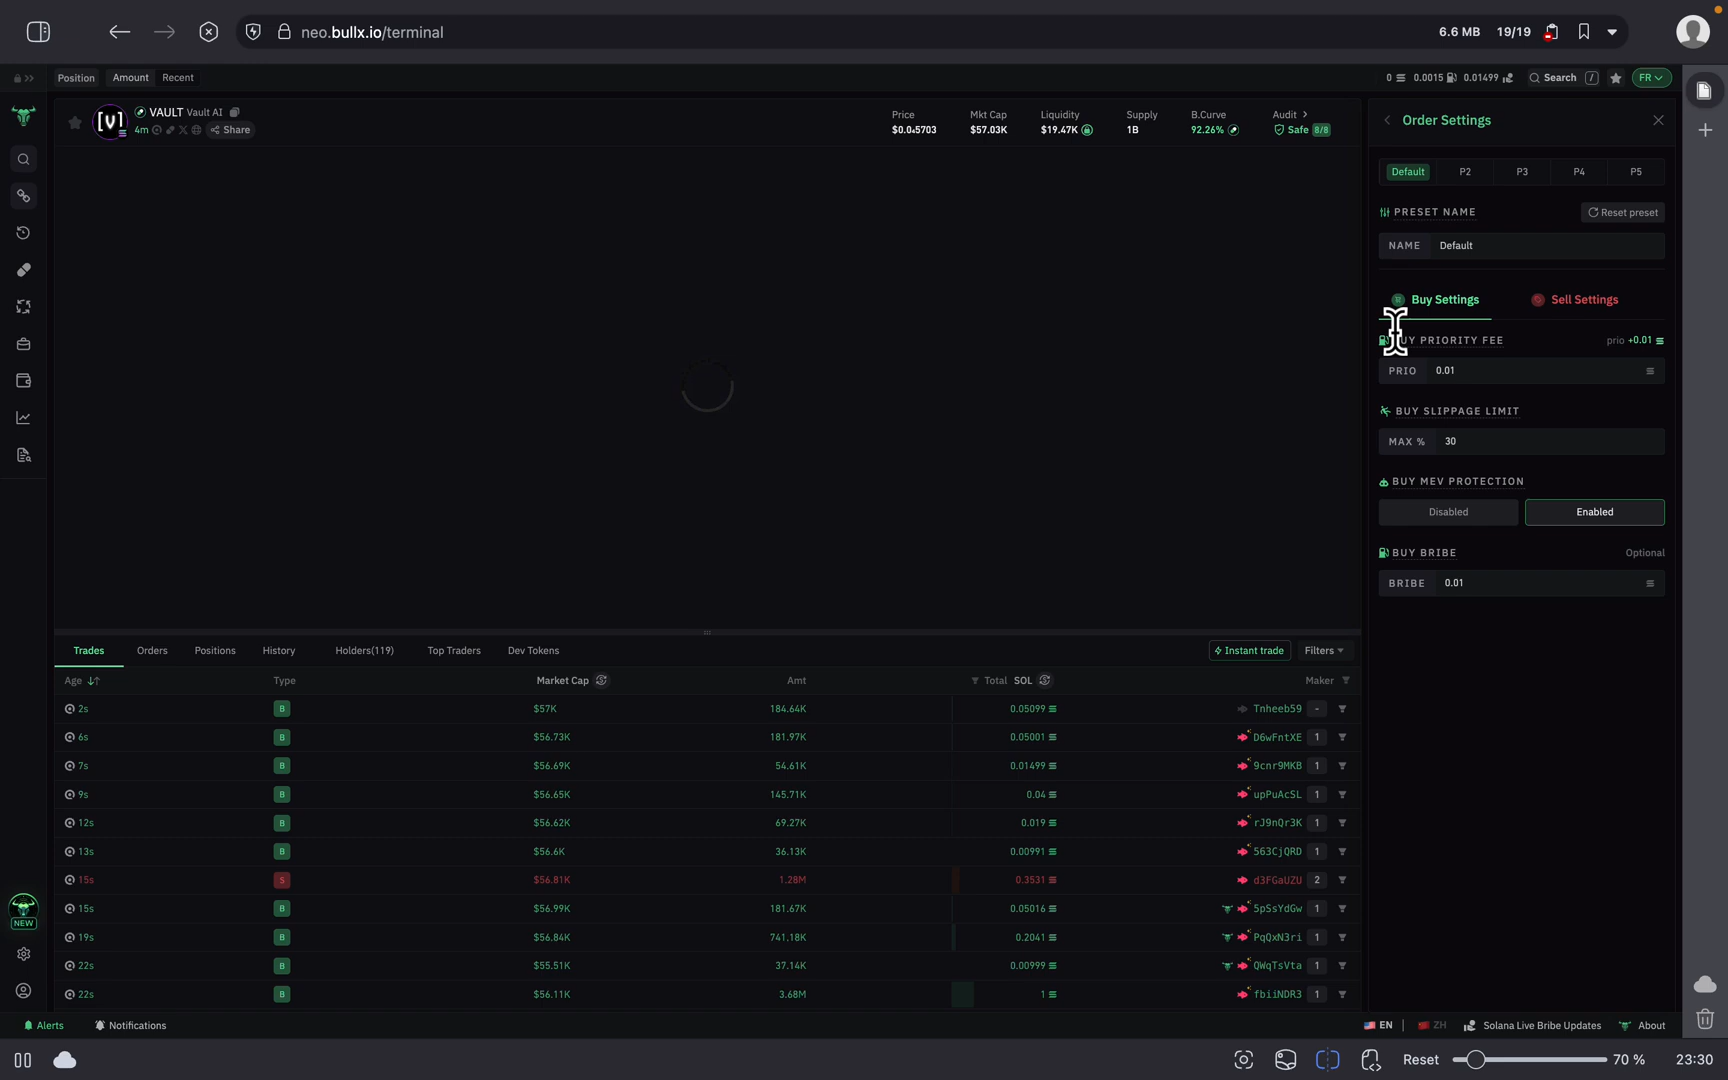 neo.bullx.io/terminal
6.6 MB
19/19
Position
Amount
Recent
0
0.0015
0.01499
Search
/
FR
[V]
VAULT Vault AI
4m
Share
Price
$0.0₄5703
Mkt Cap
$57.03K
Liquidity
$19.47K
Supply
1B
B.Curve
92.26%
Audit
Safe 8/8
Order Settings
Default
P2
P3
P4
P5
PRESET NAME
Reset preset
NAME Default
Buy Settings
Sell Settings
BUY PRIORITY FEE
prio +0.01
PRIO 0.01
BUY SLIPPAGE LIMIT
MAX % 30
BUY MEV PROTECTION
Disabled
Enabled
BUY BRIBE
Optional
BRIBE 0.01
Trades
Orders
Positions
History
Holders(119)
Top Traders
Dev Tokens
Instant trade
Filters
Age Type Market Cap Amt Total SOL Maker
2s B $57K 184.64K 0.05099 Tnheeb59 -
6s B $56.73K 181.97K 0.05001 D6wFntXE 1
7s B $56.69K 54.61K 0.01499 9cnr9MKB 1
9s B $56.65K 145.71K 0.04 upPuAcSL 1
12s B $56.62K 69.27K 0.019 rJ9nQr3K 1
13s B $56.6K 36.13K 0.00991 563CjQRD 1
15s S $56.81K 1.28M 0.3531 d3FGaUZU 2
15s B $56.99K 181.67K 0.05016 5pSsYdGw 1
19s B $56.84K 741.18K 0.2041 PqQxN3ri 1
22s B $55.51K 37.14K 0.00999 QWqTsVta 1
22s B $56.11K 3.68M 1 fbiiNDR3 1
NEW
Alerts
Notifications
EN
ZH
Solana Live Bribe Updates
About
Reset
70 %
23:30